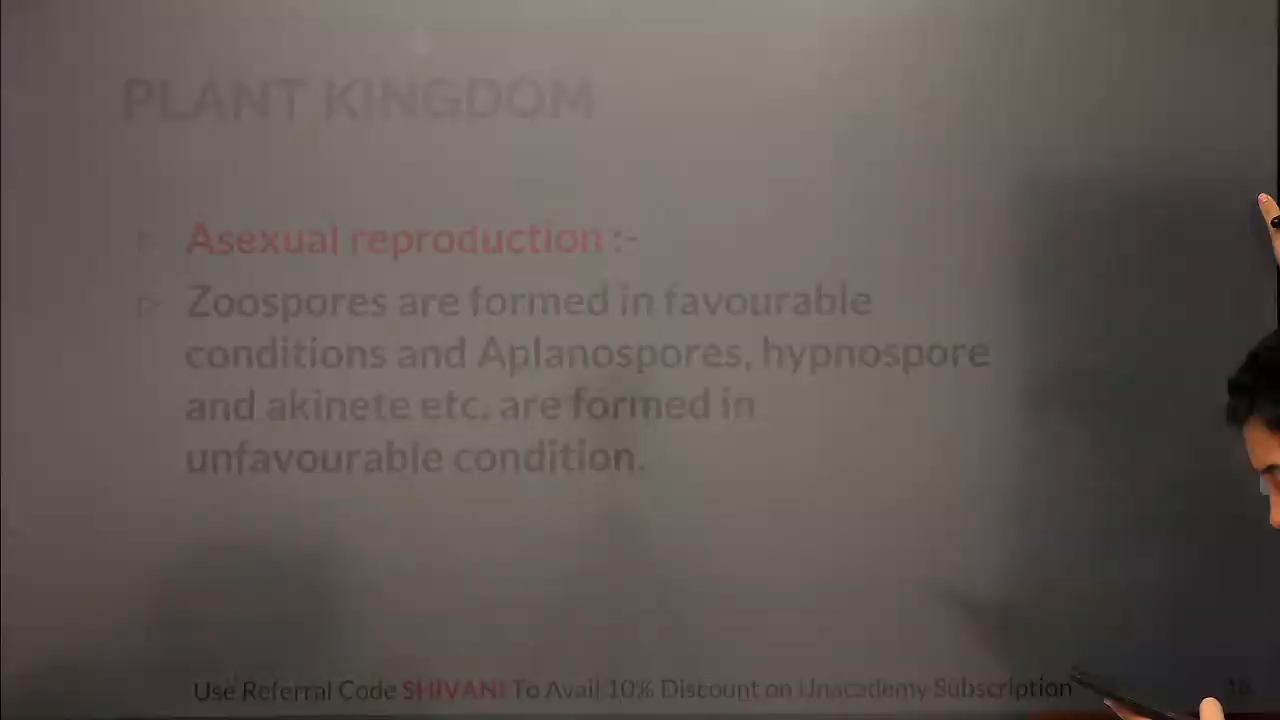 PLANT KINGDOM
Asexual reproduction :-
Zoospores are formed in favourable
conditions and Aplanospores, hypnospore
and akinete etc. are formed in
unfavourable condition.
Use Referral Code SHIVANI To Avail 10% Discount on Unacademy Subscription
16